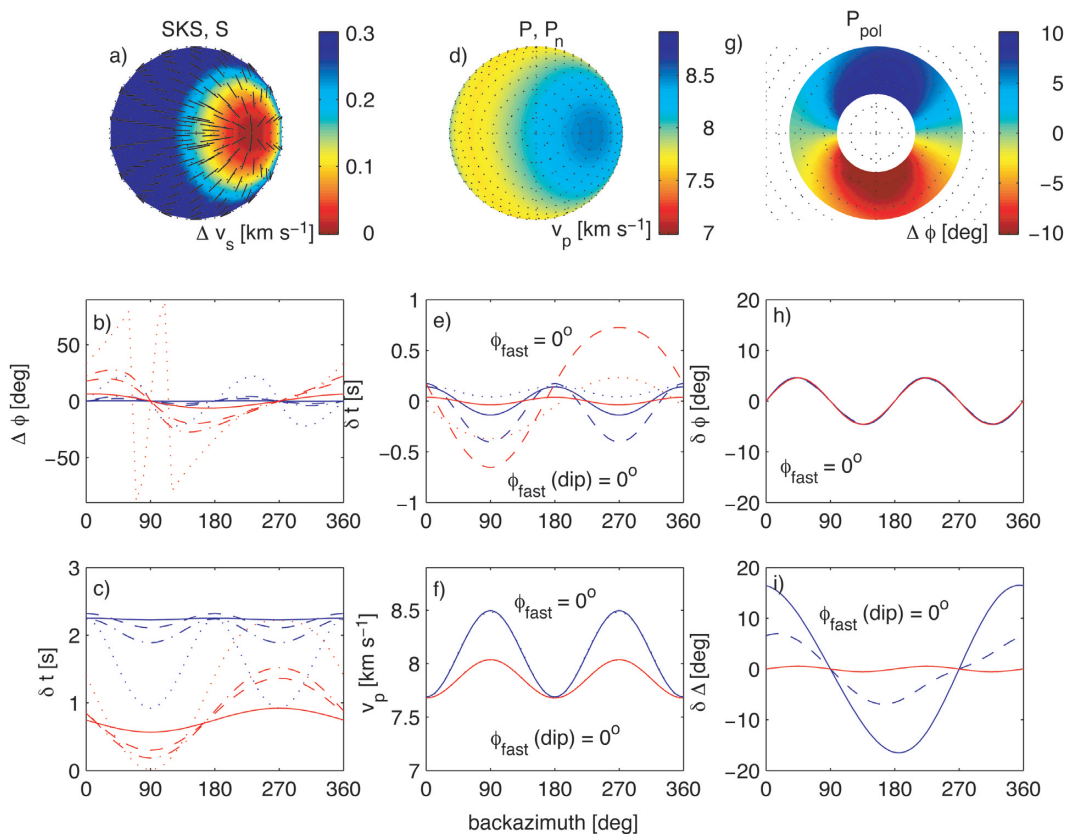 SKS, S
a)
0.3
0.2
0.1
0
Δ v_s [km s⁻¹]
P, P_n
d)
8.5
8
7.5
7
v_p [km s⁻¹]
P_pol
g)
10
5
0
−5
−10
Δ ϕ [deg]
b)
Δ ϕ [deg]
50
0
−50
0 90 180 270 360
e)
δ t [s]
1
0.5
0
−0.5
−1
ϕ_fast = 0°
ϕ_fast (dip) = 0°
0 90 180 270 360
h)
δ ϕ [deg]
20
10
0
−10
−20
ϕ_fast = 0°
0 90 180 270 360
c)
δ t [s]
3
2
1
0
0 90 180 270 360
f)
v_p [km s⁻¹]
8.5
8
7.5
7
ϕ_fast = 0°
ϕ_fast (dip) = 0°
0 90 180 270 360
backazimuth [deg]
i)
δ Δ [deg]
20
10
0
−10
−20
ϕ_fast (dip) = 0°
0 90 180 270 360